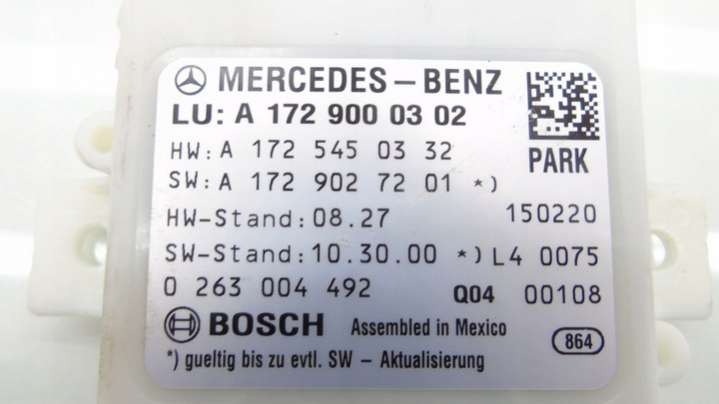 MERCEDES-BENZ
LU: A 172 900 03 02
HW: A 172 545 03 32
PARK
SW: A 172 902 72 01 *)
HW-Stand: 08.27 150220
SW-Stand: 10.30.00 *) L4 0075
0 263 004 492 Q04 00108
BOSCH Assembled in Mexico 864
*) gueltig bis zu evtl. SW - Aktualisierung